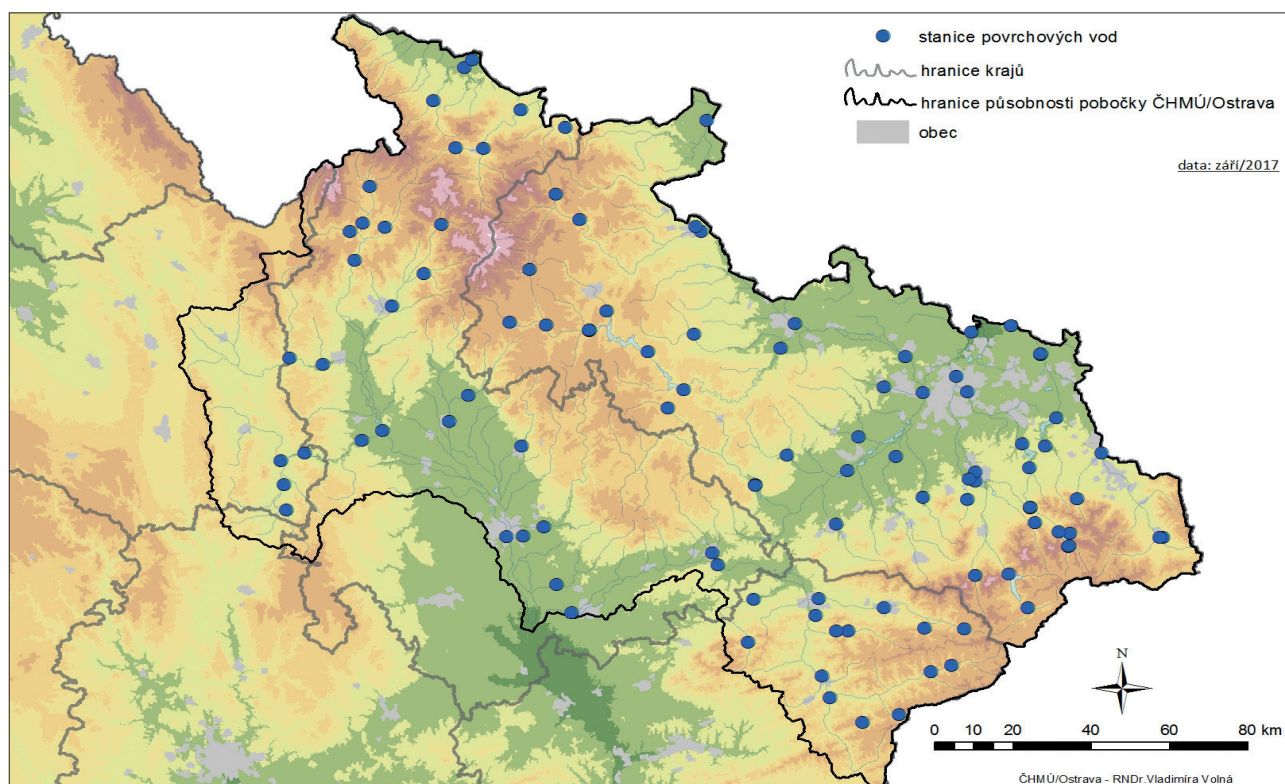 stanice povrchových vod
hranice krajů
hranice působnosti pobočky ČHMÚ/Ostrava
obec
data: září/2017
N
0 10 20 40 60 80 km
ČHMÚ/Ostrava - RNDr.Vladimíra Volná